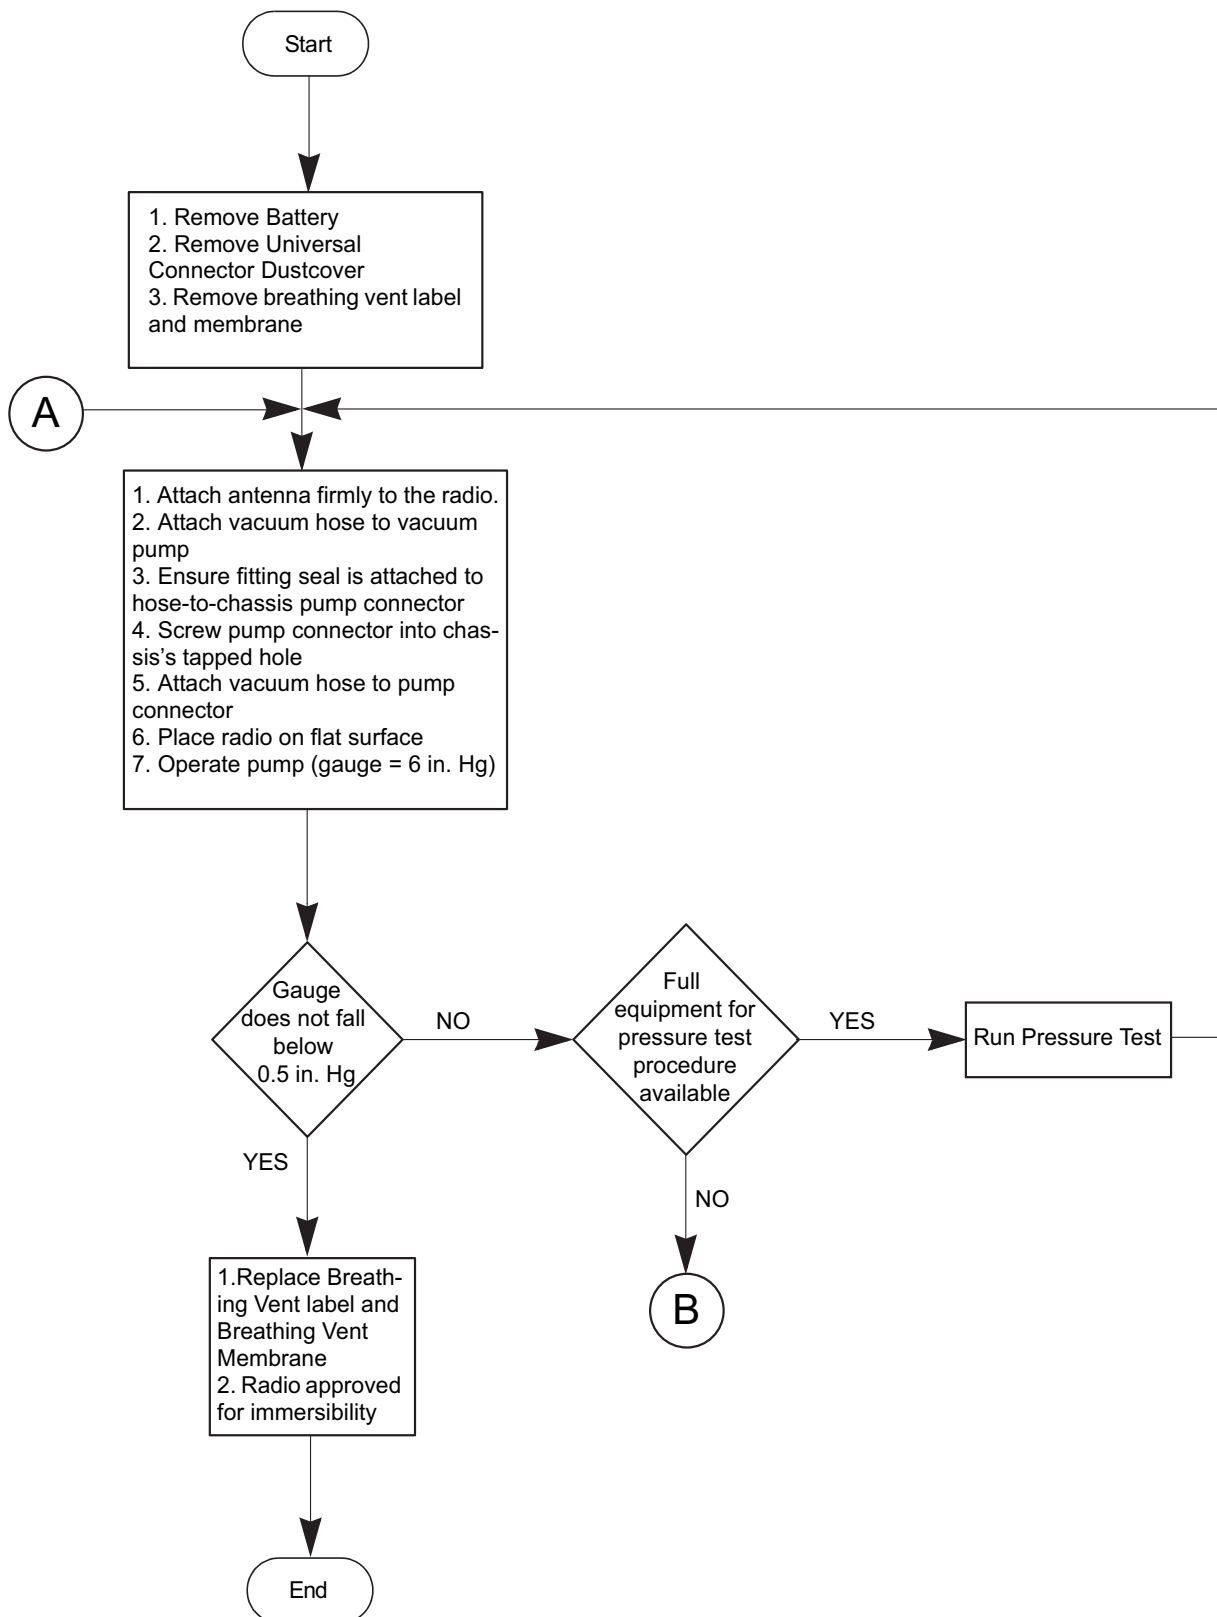 Start
1. Remove Battery
2. Remove Universal
Connector Dustcover
3. Remove breathing vent label
and membrane
A
1. Attach antenna firmly to the radio.
2. Attach vacuum hose to vacuum
pump
3. Ensure fitting seal is attached to
hose-to-chassis pump connector
4. Screw pump connector into chas-
sis’s tapped hole
5. Attach vacuum hose to pump
connector
6. Place radio on flat surface
7. Operate pump (gauge = 6 in. Hg)
Gauge
does not fall
below
0.5 in. Hg
NO
Full
equipment for
pressure test
procedure
available
YES
Run Pressure Test
YES
NO
B
1.Replace Breath-
ing Vent label and
Breathing Vent
Membrane
2. Radio approved
for immersibility
End